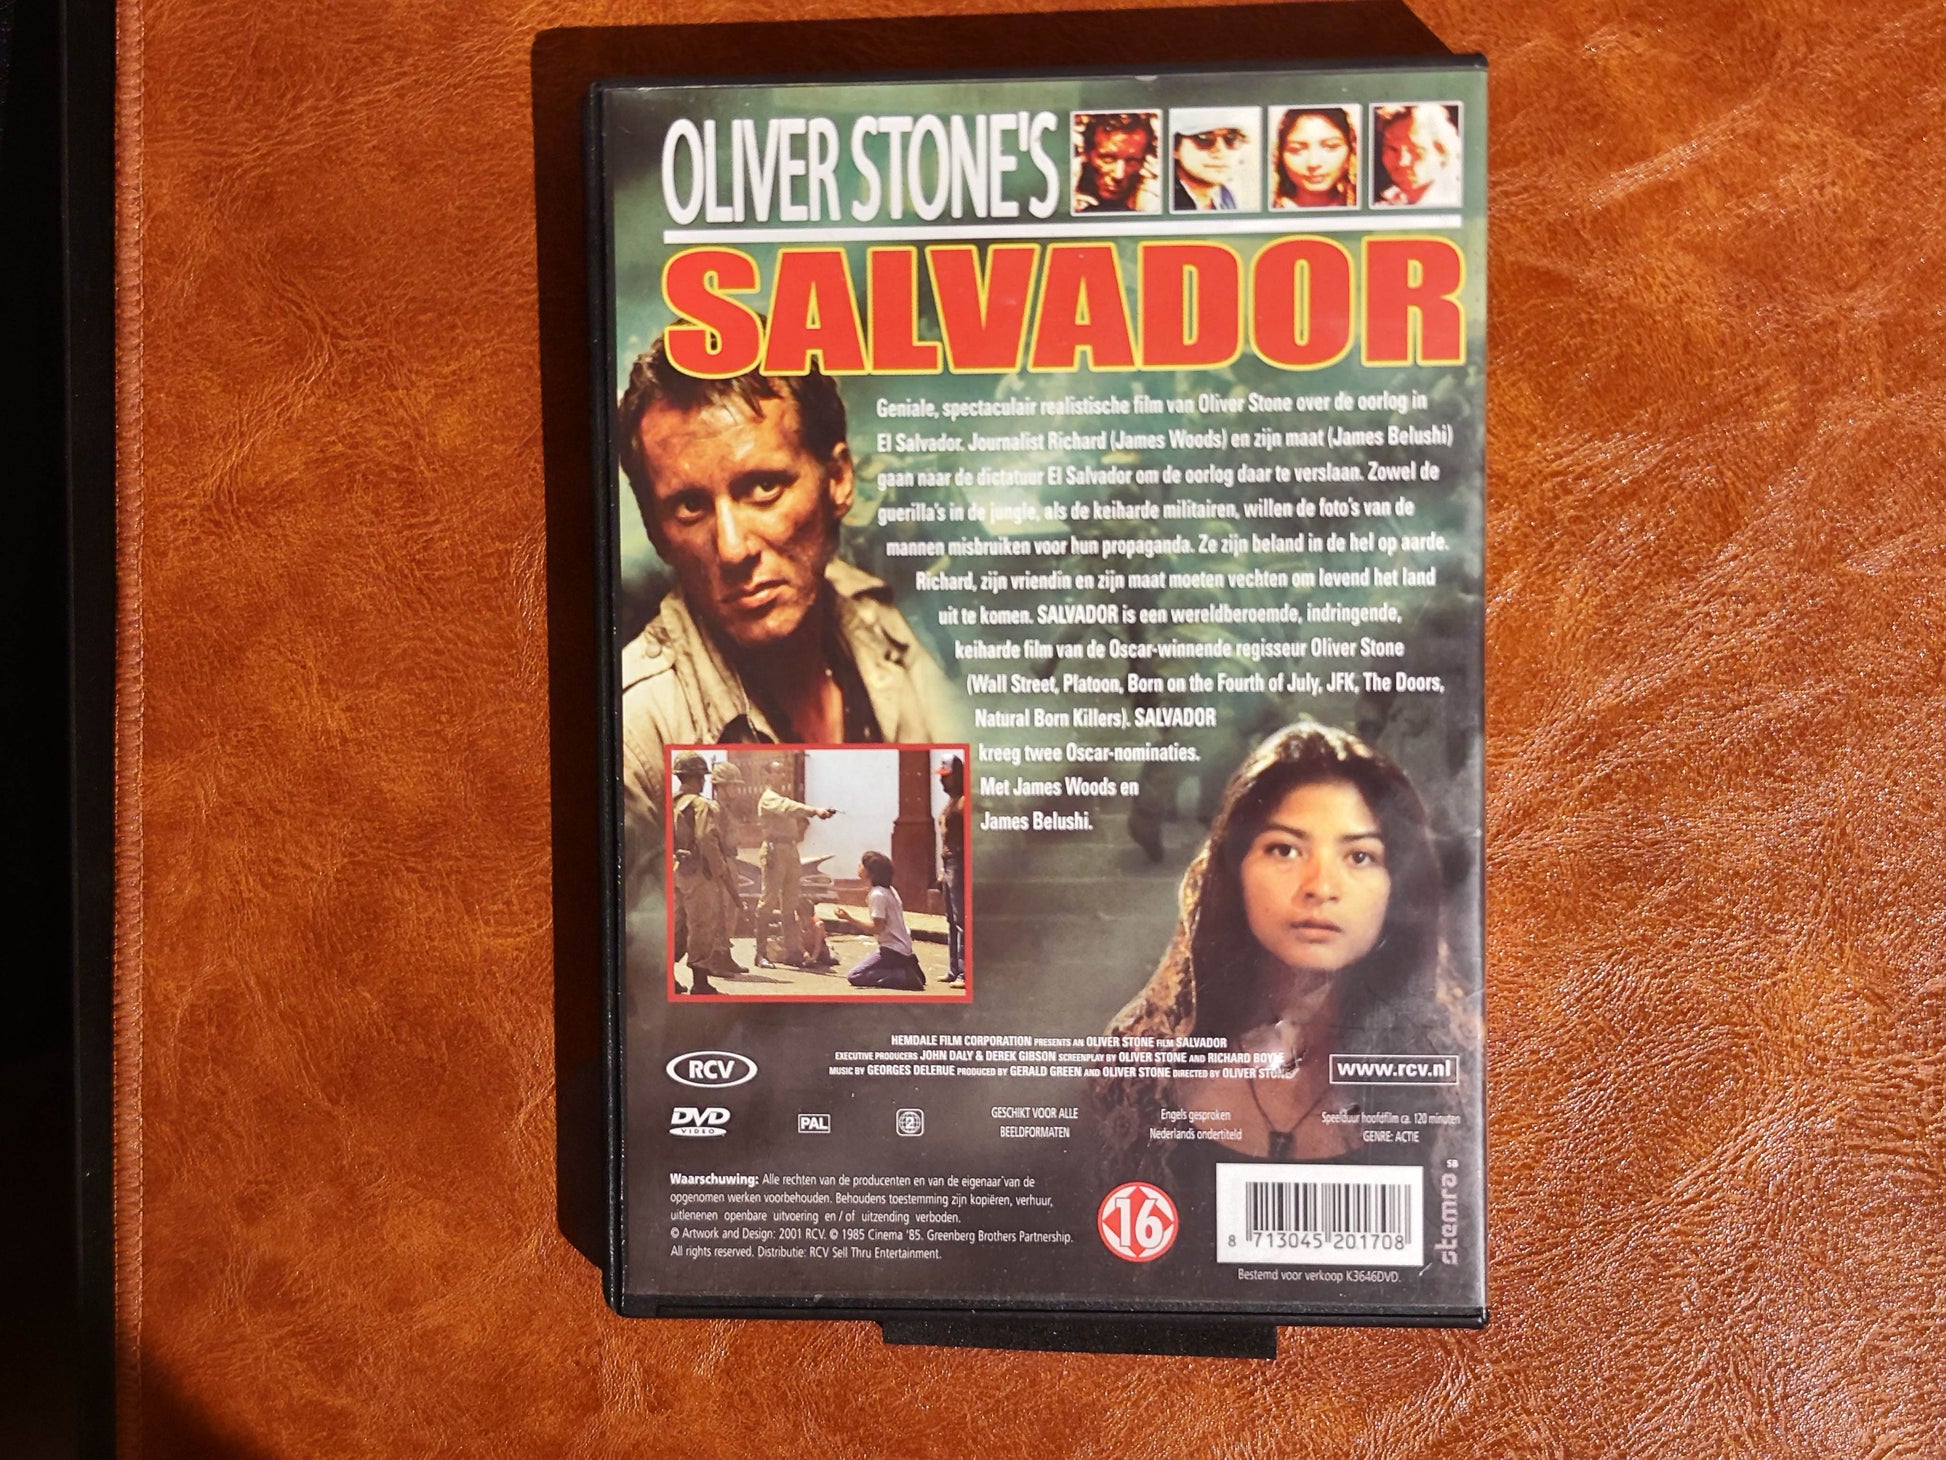 OLIVER STONE'S
SALVADOR
Geniale, spectaculair realistische film van Oliver Stone over de oorlog in
El Salvador. Journalist Richard (James Woods) en zijn maat (James Belushi)
gaan naar de dictatuur El Salvador om de oorlog daar te verslaan. Zowel de
guerilla's in de jungle, als de keiharde militairen, willen de foto's van de
mannen misbruiken voor hun propaganda. Ze zijn beland in de hel op aarde.
Richard, zijn vriendin en zijn maat moeten vechten om levend het land
uit te komen. SALVADOR is een wereldberoemde, indringende,
keiharde film van de Oscar-winnende regisseur Oliver Stone
(Wall Street, Platoon, Born on the Fourth of July, JFK, The Doors,
Natural Born Killers). SALVADOR
kreeg twee Oscar-nominaties.
Met James Woods en
James Belushi.
HEMDALE FILM CORPORATION PRESENTS AN OLIVER STONE FILM SALVADOR
EXECUTIVE PRODUCERS JOHN DALY & DEREK GIBSON SCREENPLAY BY OLIVER STONE AND RICHARD BOYLE
MUSIC BY GEORGES DELERUE PRODUCED BY GERALD GREEN AND OLIVER STONE DIRECTED BY OLIVER STONE
RCV
www.rcv.nl
DVD
VIDEO
PAL
2
GESCHIKT VOOR ALLE
BEELDFORMATEN
Engels gesproken
Nederlands ondertiteld
Speelduur hoofdfilm ca. 120 minuten
GENRE: ACTIE
Waarschuwing: Alle rechten van de producenten en van de eigenaar van de
opgenomen werken voorbehouden. Behoudens toestemming zijn kopiëren, verhuur,
uitlenenen openbare uitvoering en / of uitzending verboden.
© Artwork and Design: 2001 RCV. © 1985 Cinema '85. Greenberg Brothers Partnership.
All rights reserved. Distributie: RCV Sell Thru Entertainment.
16
8 713045 201708
Bestemd voor verkoop K3646DVD.
SB
stemra